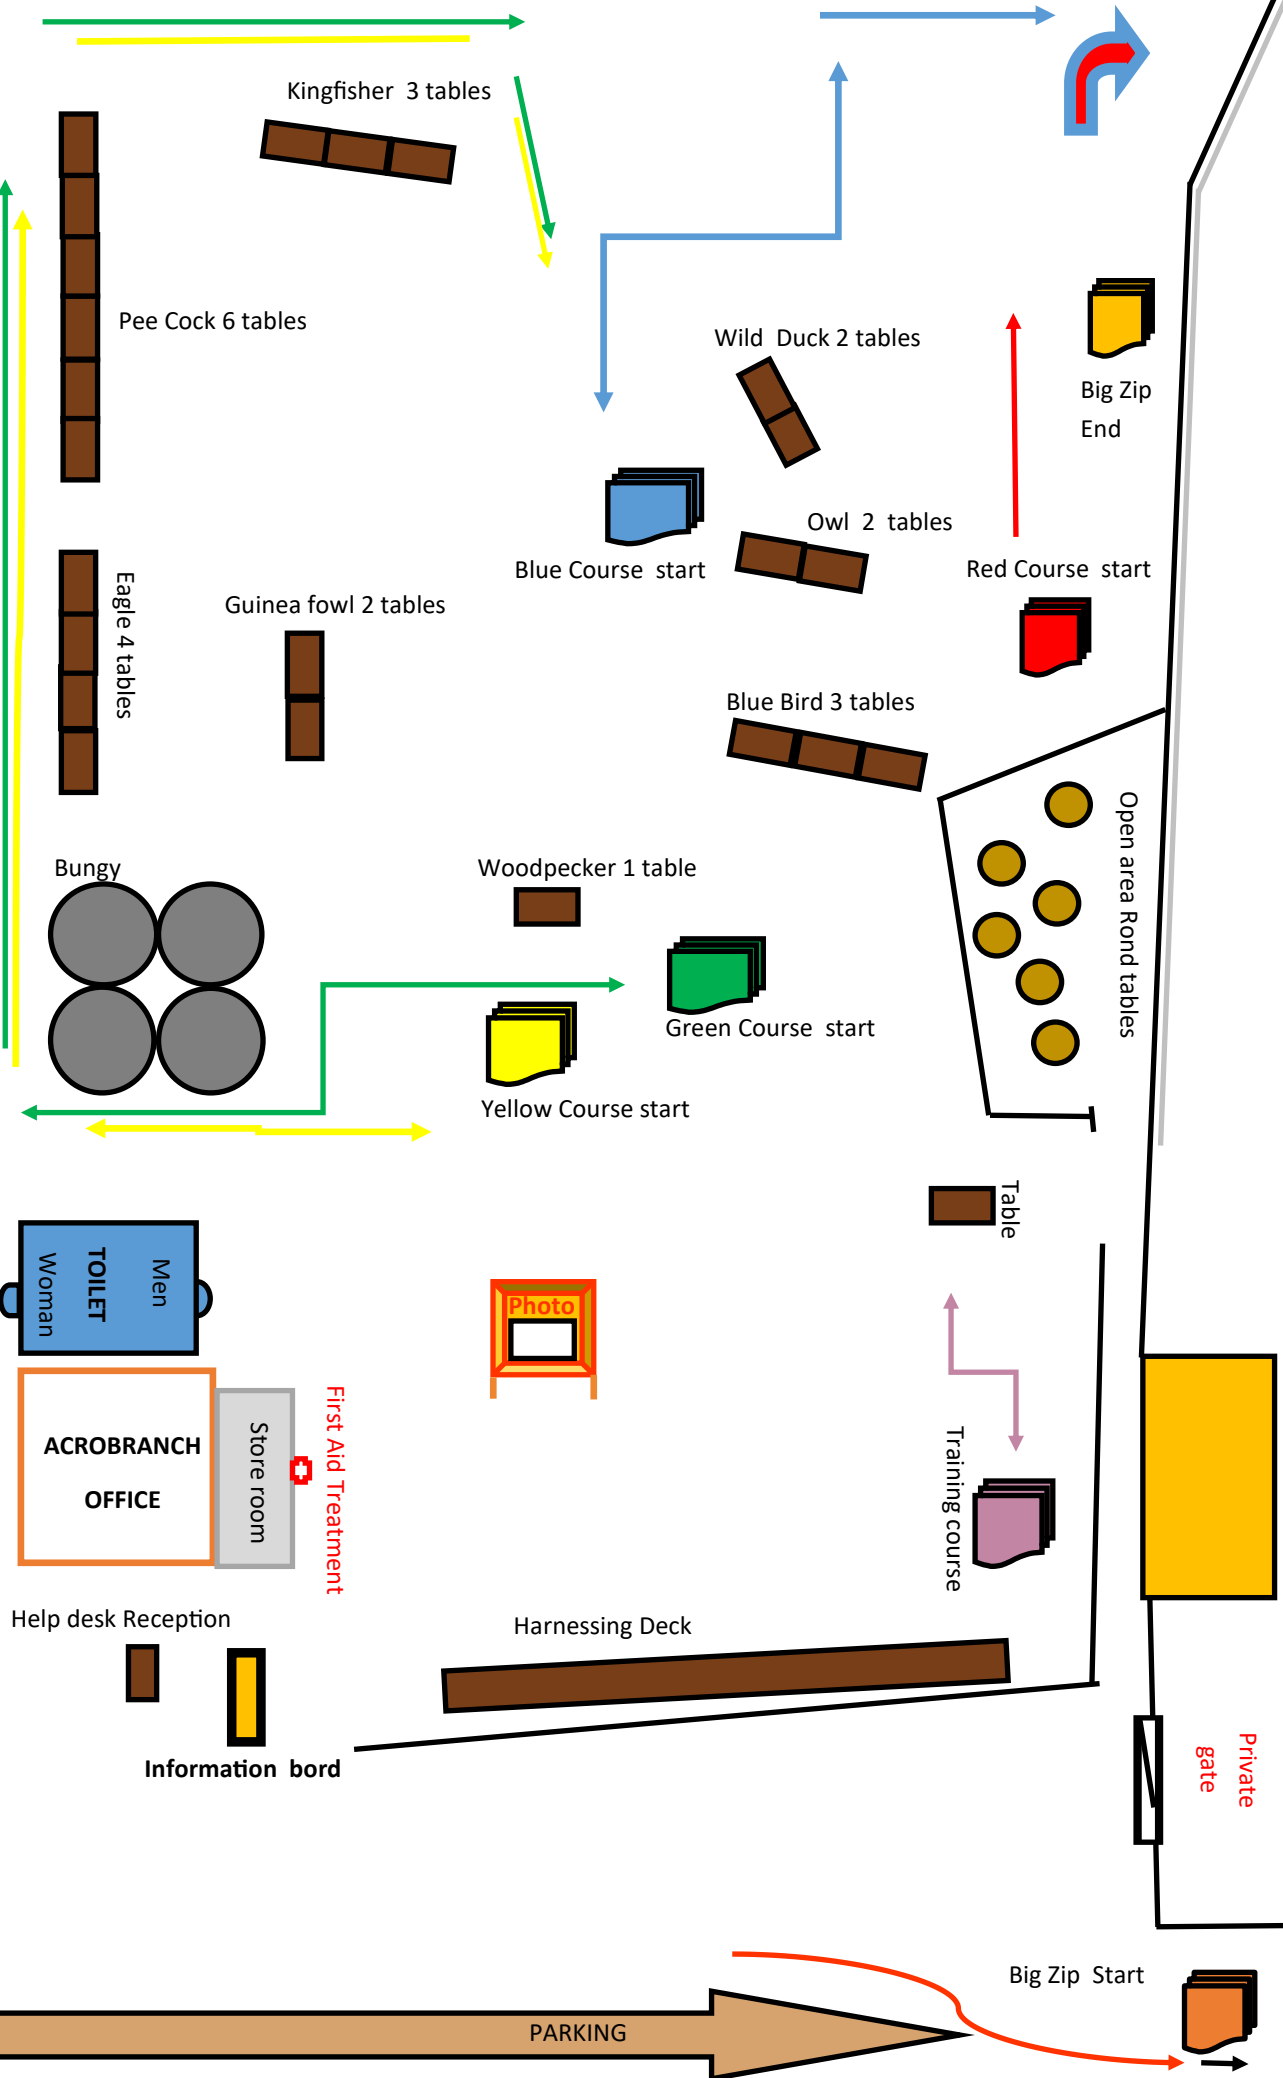 Kingfisher  3 tables
Pee Cock 6 tables
Wild  Duck 2 tables
Big Zip
End
Owl  2  tables
Blue Course  start
Red Course  start
Eagle 4 tables
Guinea fowl 2 tables
Blue Bird 3 tables
Open area Rond tables
Bungy
Woodpecker 1 table
Green Course  start
Yellow Course start
Table
Men
TOILET
Woman
Photo
First Aid Treatment
ACROBRANCH
OFFICE
Store room
Training course
Help desk Reception
Harnessing Deck
Information  bord
Private
gate
Big Zip  Start
PARKING